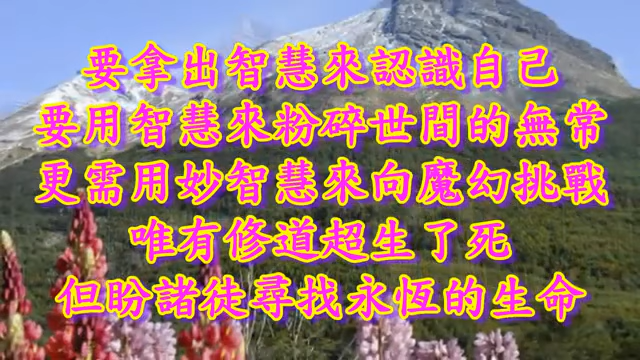 要拿出智慧來認識自己
要用智慧來粉碎世間的無常
更需用妙智慧來向魔幻挑戰
唯有修道超生了死
但盼諸徒尋找永恆的生命